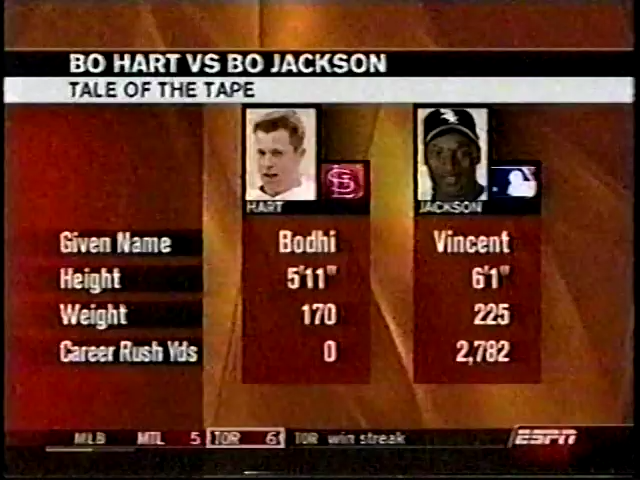 BO HART VS BO JACKSON
TALE OF THE TAPE
HART
JACKSON
Given Name Bodhi Vincent
Height 5'11" 6'1"
Weight 170 225
Career Rush Yds 0 2,782
MLB MTL 5 TOR 6 TOR win streak
ESPN